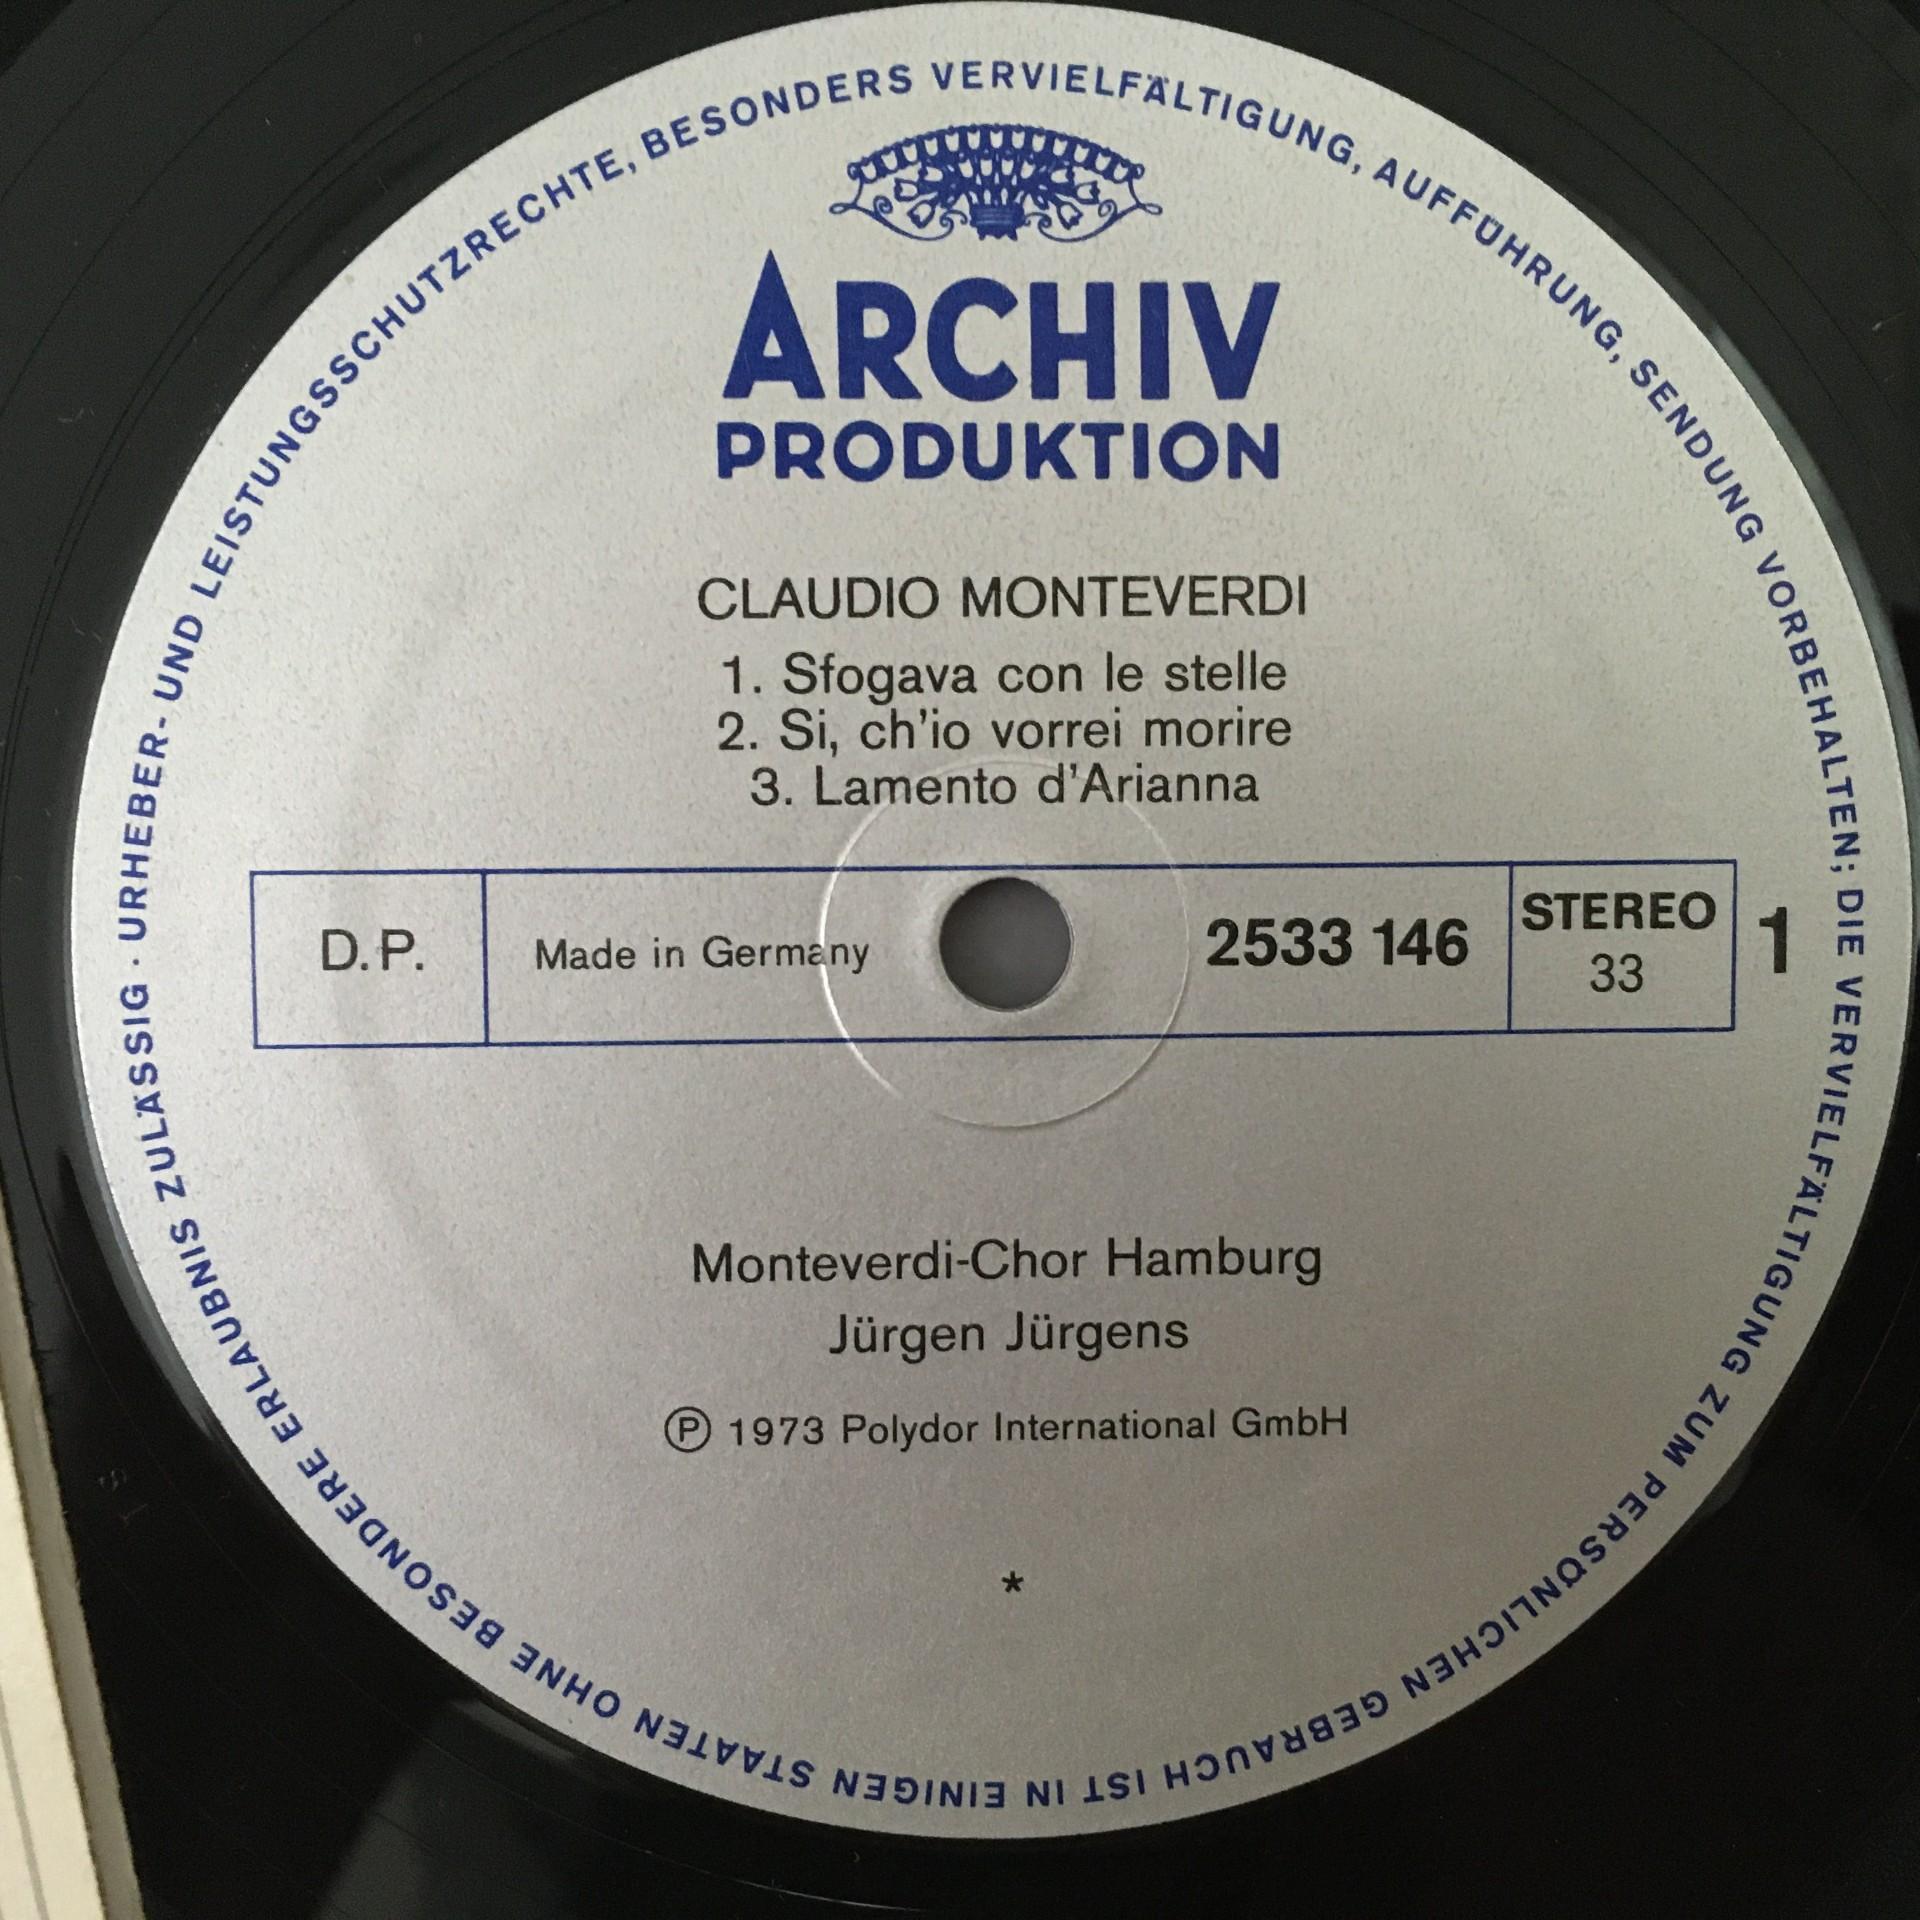 URHEBER- UND LEISTUNGSSCHUTZRECHTE, BESONDERS VERVIELFÄLTIGUNG, AUFFÜHRUNG, SENDUNG VORBEHALTEN; DIE VERVIELFÄLTIGUNG ZUM PERSÖNLICHEN GEBRAUCH IST IN EINIGEN STAATEN OHNE BESONDERE ERLAUBNIS ZULÄSSIG ·
ARCHIV
PRODUKTION
CLAUDIO MONTEVERDI
1. Sfogava con le stelle
2. Si, ch'io vorrei morire
3. Lamento d'Arianna
D.P.
Made in Germany
2533 146
STEREO
33
1
Monteverdi-Chor Hamburg
Jürgen Jürgens
Ⓟ 1973 Polydor International GmbH
*